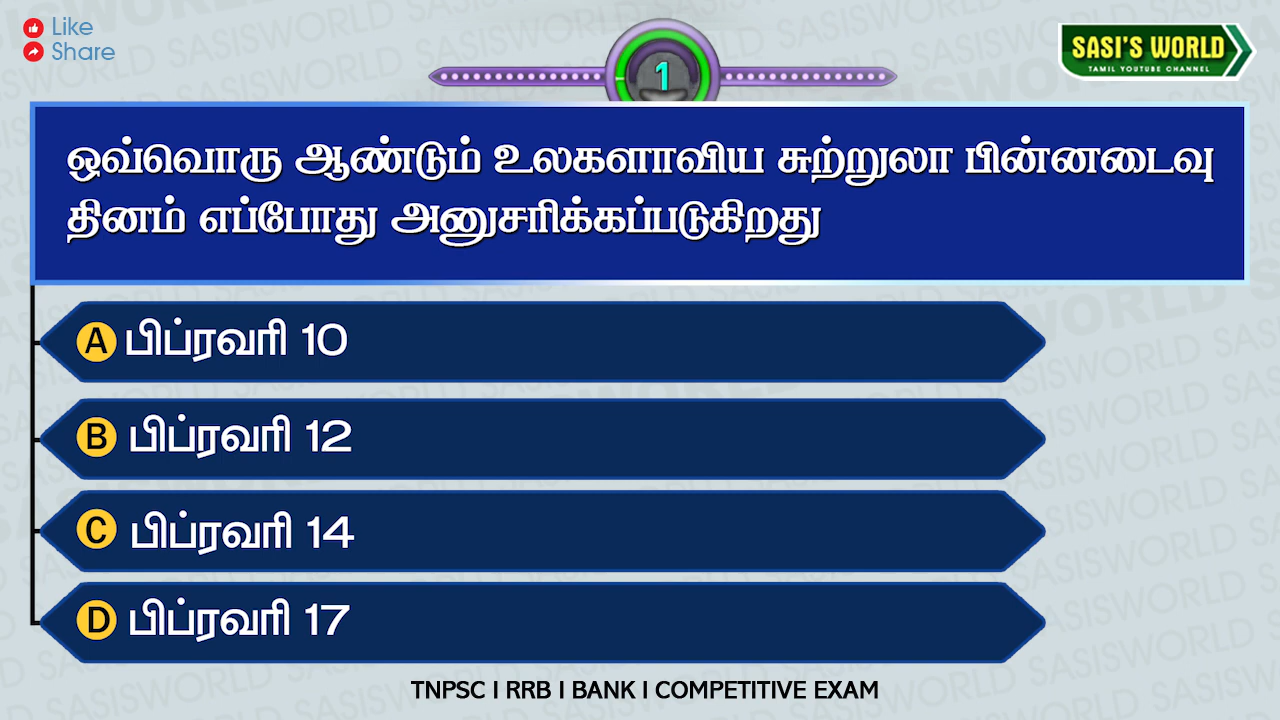 Like
Share
1
SASI'S WORLD
TAMIL YOUTUBE CHANNEL
ஒவ்வொரு ஆண்டும் உலகளாவிய சுற்றுலா பின்னடைவு
தினம் எப்போது அனுசரிக்கப்படுகிறது
A பிப்ரவரி 10
B பிப்ரவரி 12
C பிப்ரவரி 14
D பிப்ரவரி 17
TNPSC I RRB I BANK I COMPETITIVE EXAM